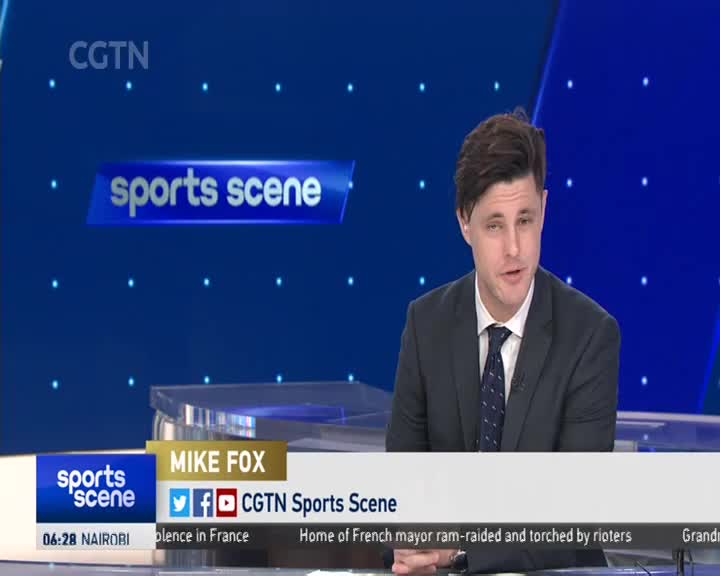 CGTN
sports scene
MIKE FOX
sports
scene
CGTN Sports Scene
06:28 NAIROBI
olence in France Home of French mayor ram-raided and torched by rioters Grand